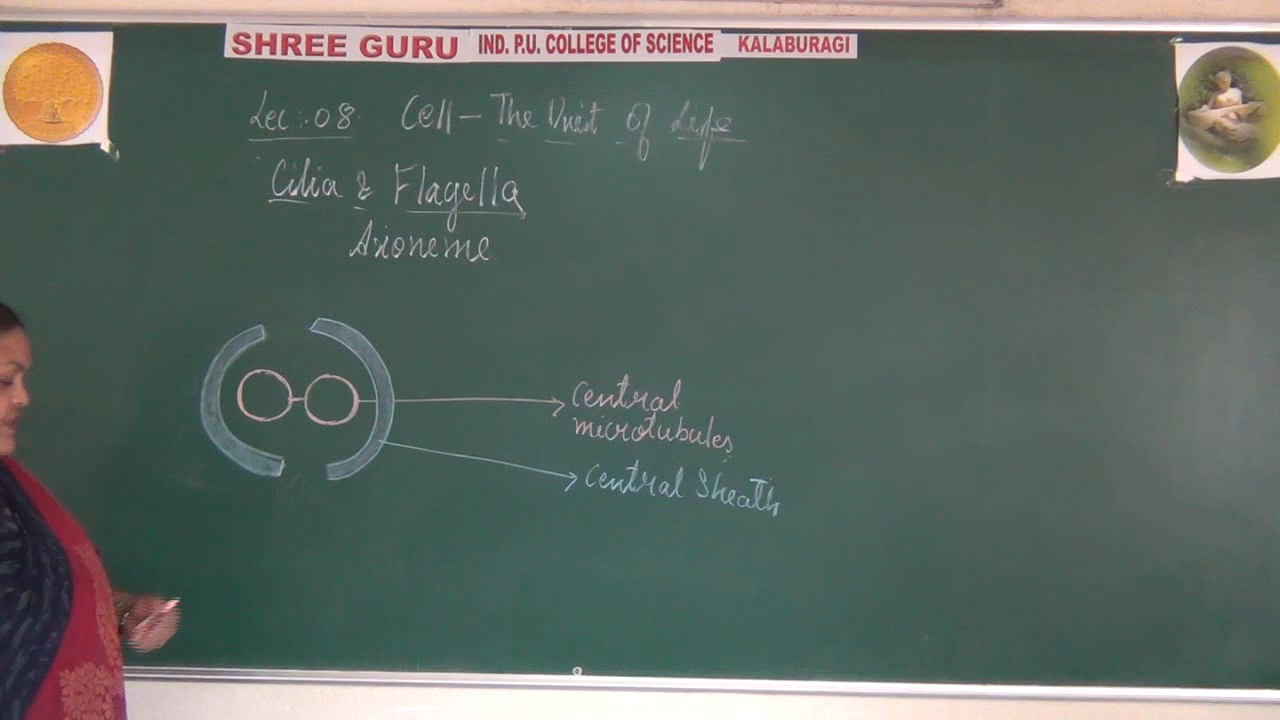 SHREE GURU IND. P.U. COLLEGE OF SCIENCE KALABURAGI
Lec : 08 Cell – The Unit of Life
Cilia & Flagella
Axoneme
central
microtubules
central Sheath